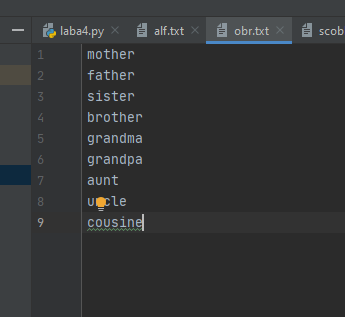 laba4.py alf.txt obr.txt scob
1 mother
2 father
3 sister
4 brother
5 grandma
6 grandpa
7 aunt
8 uncle
9 cousine